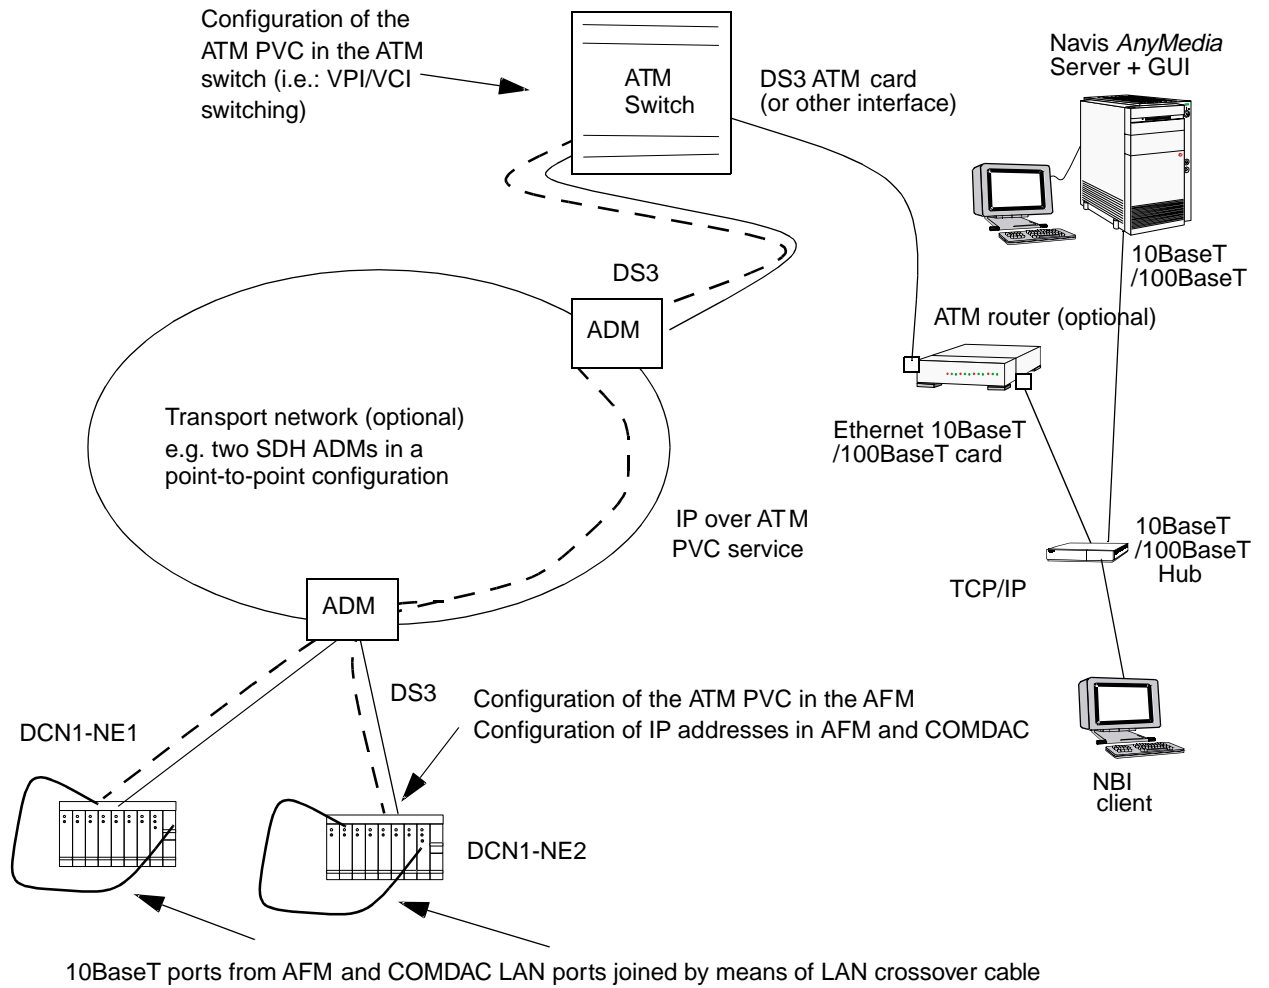 Configuration of the
ATM PVC in the ATM
switch (i.e.: VPI/VCI
switching)
ATM
Switch
DS3 ATM card
(or other interface)
Navis AnyMedia
Server + GUI
10BaseT
/100BaseT
DS3
ADM
ATM router (optional)
Transport network (optional)
e.g. two SDH ADMs in a
point-to-point configuration
Ethernet 10BaseT
/100BaseT card
IP over ATM
PVC service
10BaseT
/100BaseT
Hub
TCP/IP
ADM
DS3
Configuration of the ATM PVC in the AFM
Configuration of IP addresses in AFM and COMDAC
DCN1-NE1
NBI
client
DCN1-NE2
10BaseT ports from AFM and COMDAC LAN ports joined by means of LAN crossover cable